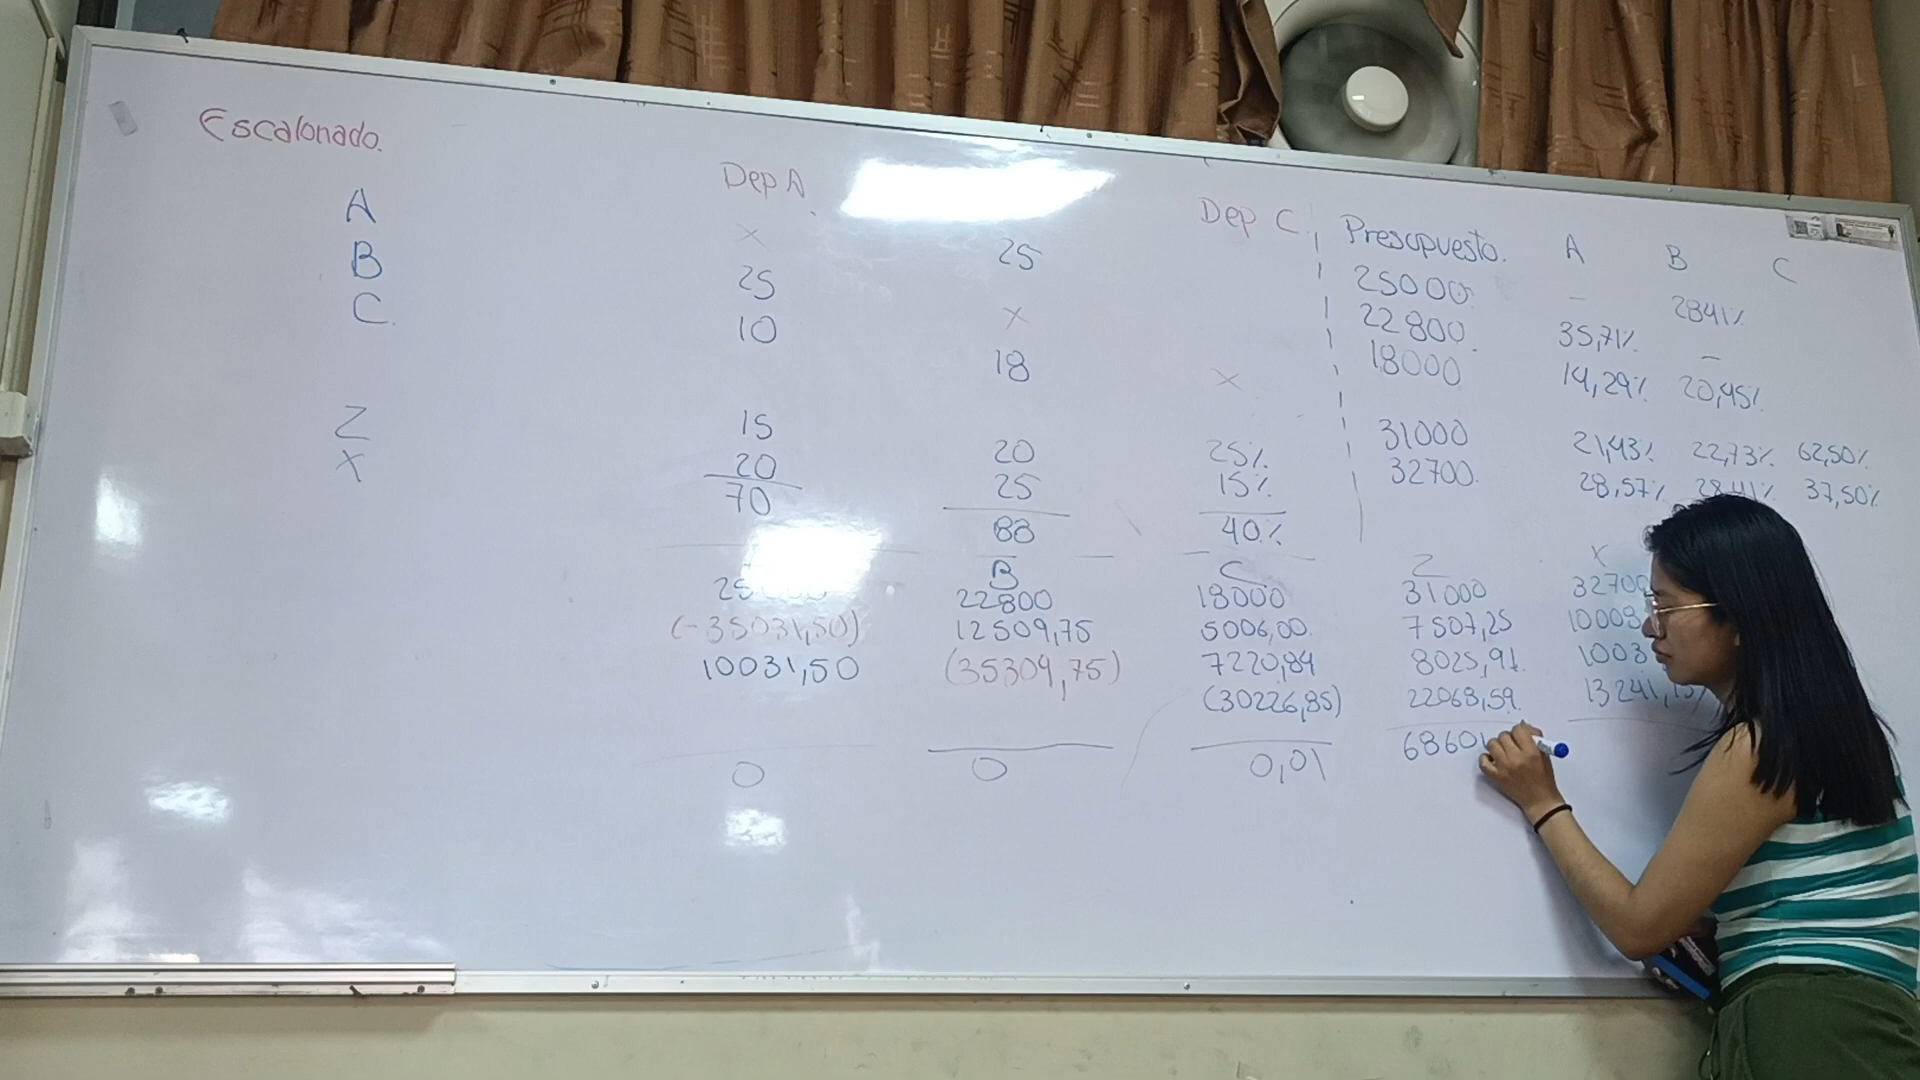 Escalonado.
Dep A. Dep C. Presupuesto. A B C
A x 25 25000 - 2841%
B 25 x 22800 35,71% -
C. 10 18 x 18000 14,29% 20,45%
Z 15 20 25% 31000 21,43% 22,73% 62,50%
X 20 25 15% 32700 28,57% 28,41% 37,50%
70 88 40%
B C Z X
22800 18000 31000 32700
(-35031,50) 12509,75 5006,00 7507,25
10031,50 (35309,75) 7220,84 8025,91
(30226,85) 22068,59
0 0 0,01